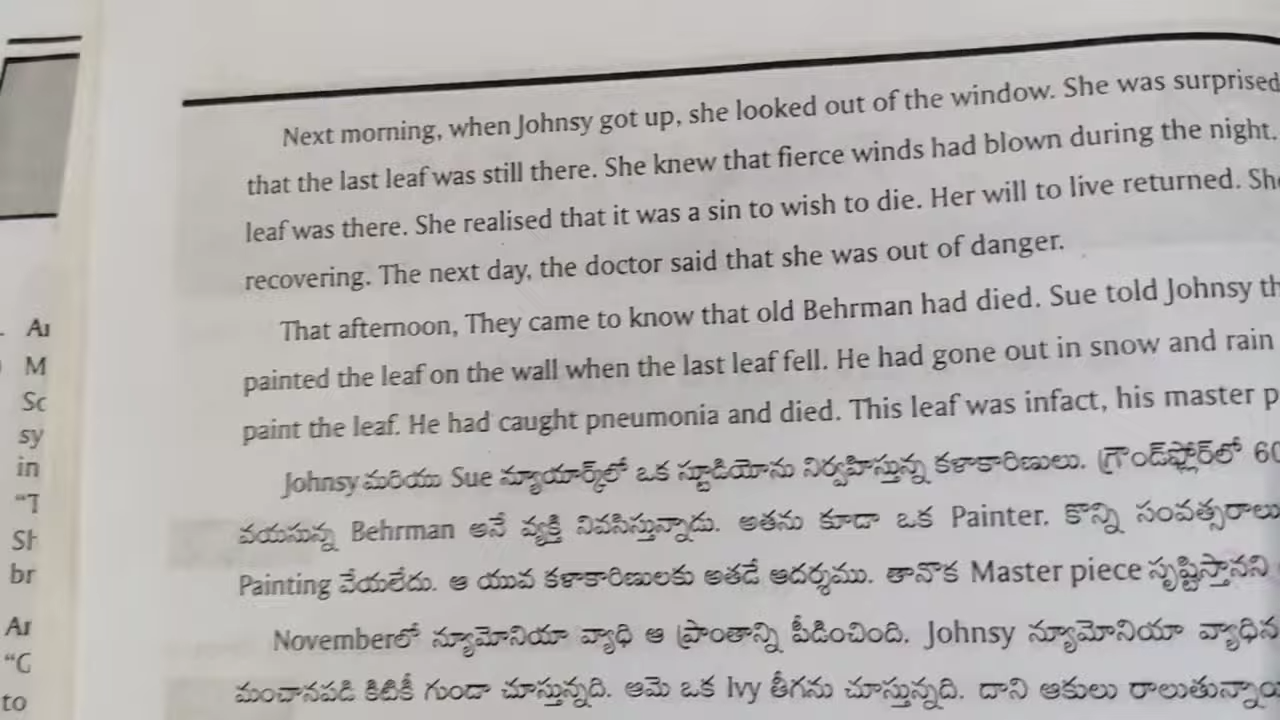 Next morning, when Johnsy got up, she looked out of the window. She was surprised
that the last leaf was still there. She knew that fierce winds had blown during the night.
leaf was there. She realised that it was a sin to wish to die. Her will to live returned.
recovering. The next day, the doctor said that she was out of danger.
That afternoon, They came to know that old Behrman had died. Sue told Johnsy
painted the leaf on the wall when the last leaf fell. He had gone out in snow and rain
paint the leaf. He had caught pneumonia and died. This leaf was infact, his master
Johnsy మరియు Sue న్యూయార్క్‌లో ఒక స్టూడియోను నిర్వహిస్తున్న కళాకారిణులు. గ్రౌండ్‌ఫ్లోర్‌లో 60
వయసున్న Behrman అనే వ్యక్తి నివసిస్తున్నాడు. అతను కూడా ఒక Painter. కొన్ని సంవత్సరాలు
Painting వేయలేదు. ఆ యువ కళాకారిణులకు అతడే ఆదర్శము. తానొక Master piece సృష్టిస్తానని
Novemberలో న్యూమోనియా వ్యాధి ఆ ప్రాంతాన్ని పీడించింది. Johnsy న్యూమోనియా
మంచానపడి కిటికీ గుండా చూస్తున్నది. ఆమె ఒక Ivy తీగను చూస్తున్నది. దాని ఆకులు